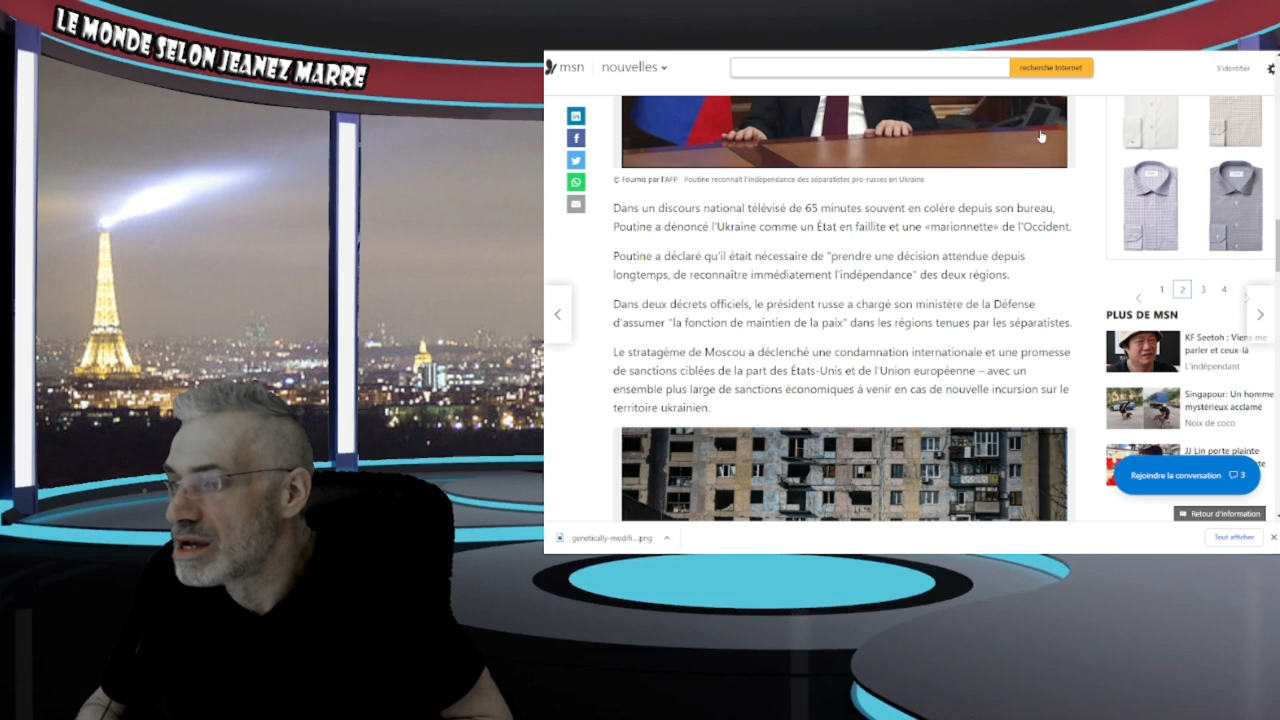 LE MONDE SELON JEANEZ MARRE
msn nouvelles
recherche Internet
S'identifier
© Fournis par l'AFP Poutine reconnaît l'indépendance des séparatistes pro-russes en Ukraine
Dans un discours national télévisé de 65 minutes souvent en colère depuis son bureau,
Poutine a dénoncé l'Ukraine comme un État en faillite et une «marionnette» de l'Occident.
Poutine a déclaré qu'il était nécessaire de "prendre une décision attendue depuis
longtemps, de reconnaître immédiatement l'indépendance" des deux régions.
Dans deux décrets officiels, le président russe a chargé son ministère de la Défense
d'assumer "la fonction de maintien de la paix" dans les régions tenues par les séparatistes.
Le stratagème de Moscou a déclenché une condamnation internationale et une promesse
de sanctions ciblées de la part des États-Unis et de l'Union européenne – avec un
ensemble plus large de sanctions économiques à venir en cas de nouvelle incursion sur le
territoire ukrainien.
1 2 3 4
PLUS DE MSN
KF Seetoh : Viens me
parler et ceux-là
L'indépendant
Singapour: Un homme
mystérieux acclamé
Noix de coco
JJ Lin porte plainte
Rejoindre la conversation 3
Retour d'information
genetically-modifi....png
Tout afficher